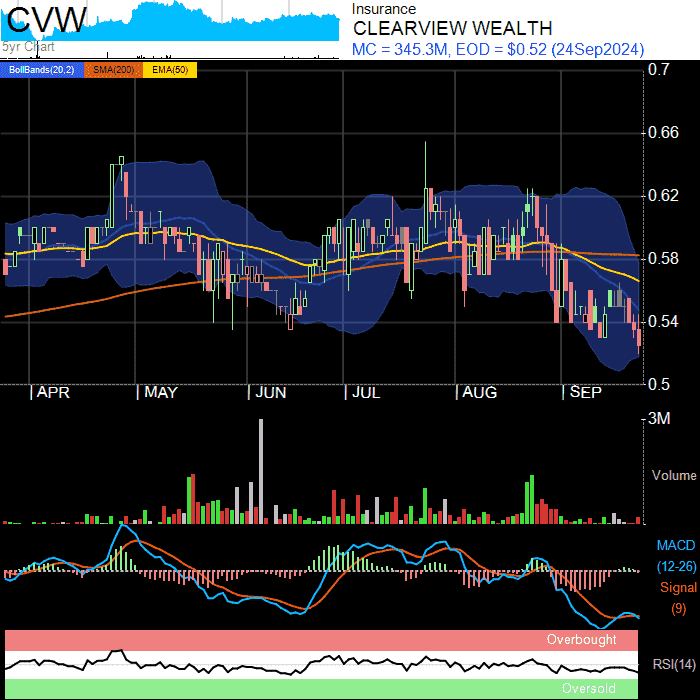 CVW
5yr Chart
Insurance
CLEARVIEW WEALTH
MC = 345.3M, EOD = $0.52 (24Sep2024)
BollBands(20,2) SMA(200) EMA(50)
0.7
0.66
0.62
0.58
0.54
0.5
APR MAY JUN JUL AUG SEP
3M
Volume
MACD
(12-26)
Signal
(9)
Overbought
RSI(14)
Oversold